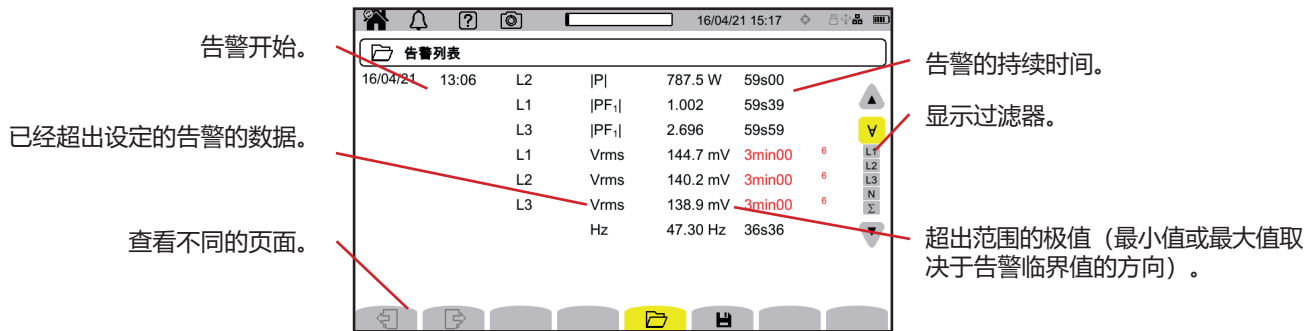 16/04/21 15:17
告警列表
告警开始。
16/04/21 13:06 L2 |P| 787.5 W 59s00
告警的持续时间。
L1 |PF₁| 1.002 59s39
显示过滤器。
L3 |PF₁| 2.696 59s59
已经超出设定的告警的数据。
∀
L1 Vrms 144.7 mV 3min00 6
L1
L2 Vrms 140.2 mV 3min00 6
L2
L3
L3 Vrms 138.9 mV 3min00 6
N
Σ
Hz 47.30 Hz 36s36
查看不同的页面。
超出范围的极值（最小值或最大值取
决于告警临界值的方向）。